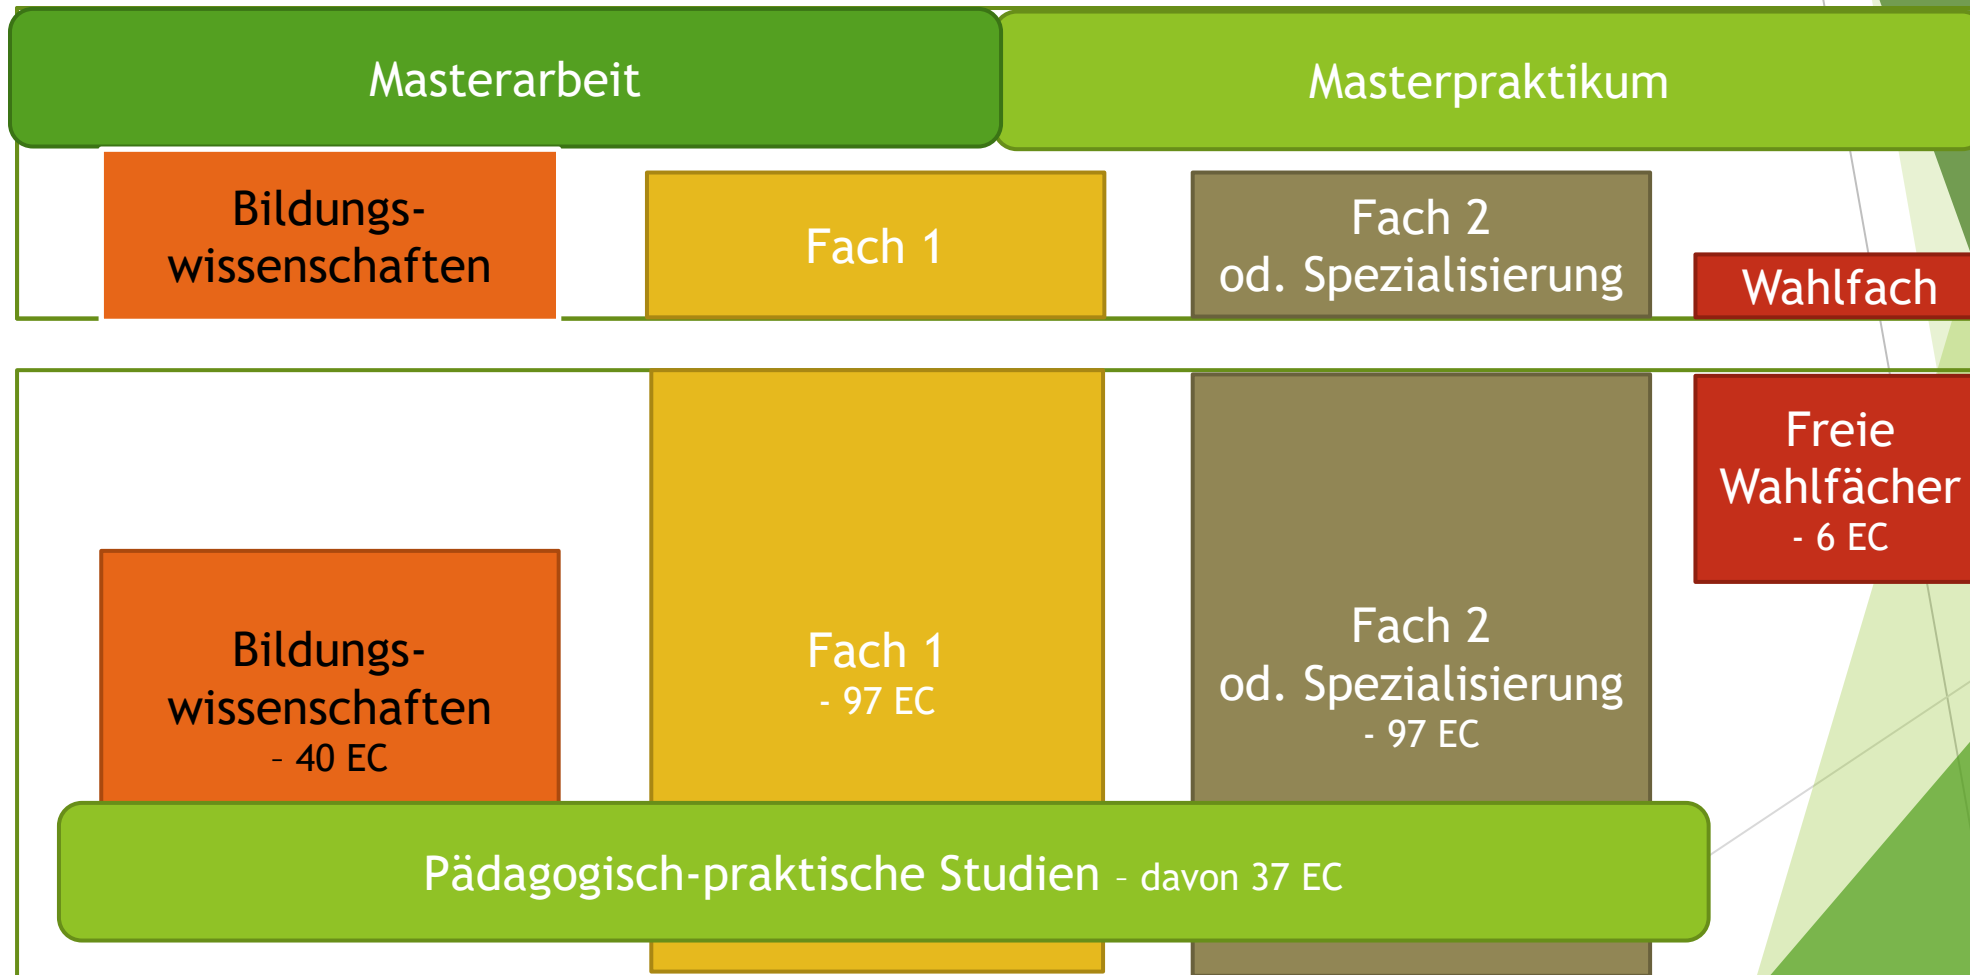 Masterarbeit
Masterpraktikum
Bildungs-
wissenschaften
Fach 1
Fach 2
od. Spezialisierung
Wahlfach
Bildungs-
wissenschaften
– 40 EC
Fach 1
- 97 EC
Fach 2
od. Spezialisierung
- 97 EC
Freie
Wahlfächer
- 6 EC
Pädagogisch-praktische Studien – davon 37 EC